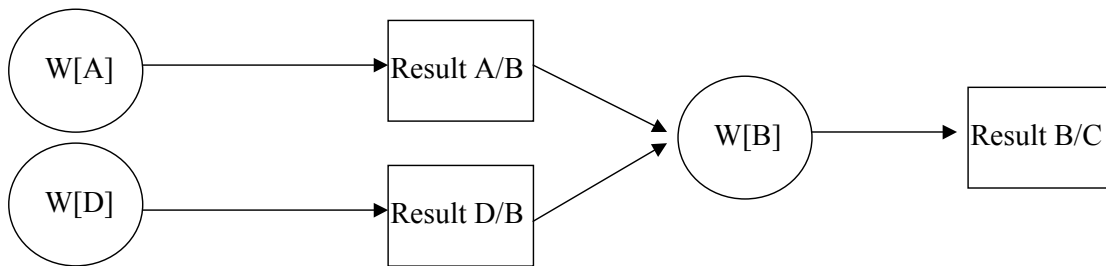 W[A]
Result A/B
W[B]
Result B/C
W[D]
Result D/B